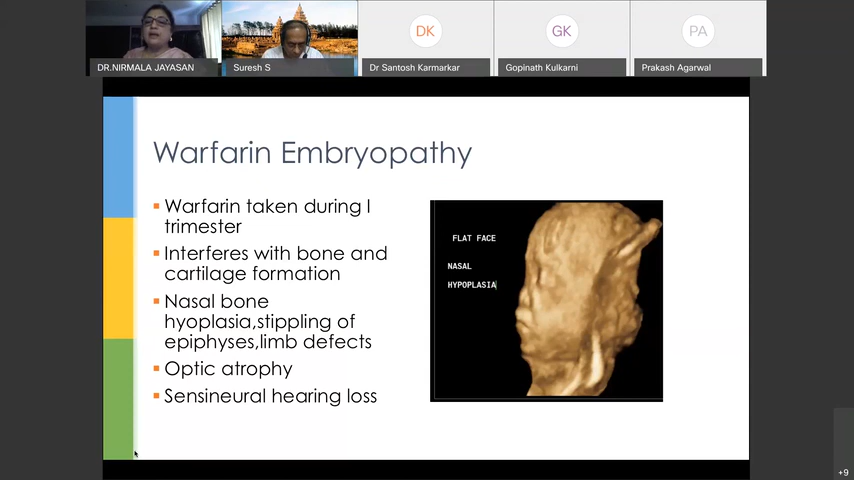 DK
GK
PA
DR.NIRMALA JAYASAN
Suresh S
Dr Santosh Karmarkar
Gopinath Kulkarni
Prakash Agarwal
Warfarin Embryopathy
Warfarin taken during I
trimester
Interferes with bone and
cartilage formation
Nasal bone
hyoplasia,stippling of
epiphyses,limb defects
Optic atrophy
Sensineural hearing loss
FLAT FACE
NASAL
HYPOPLASIA
+9